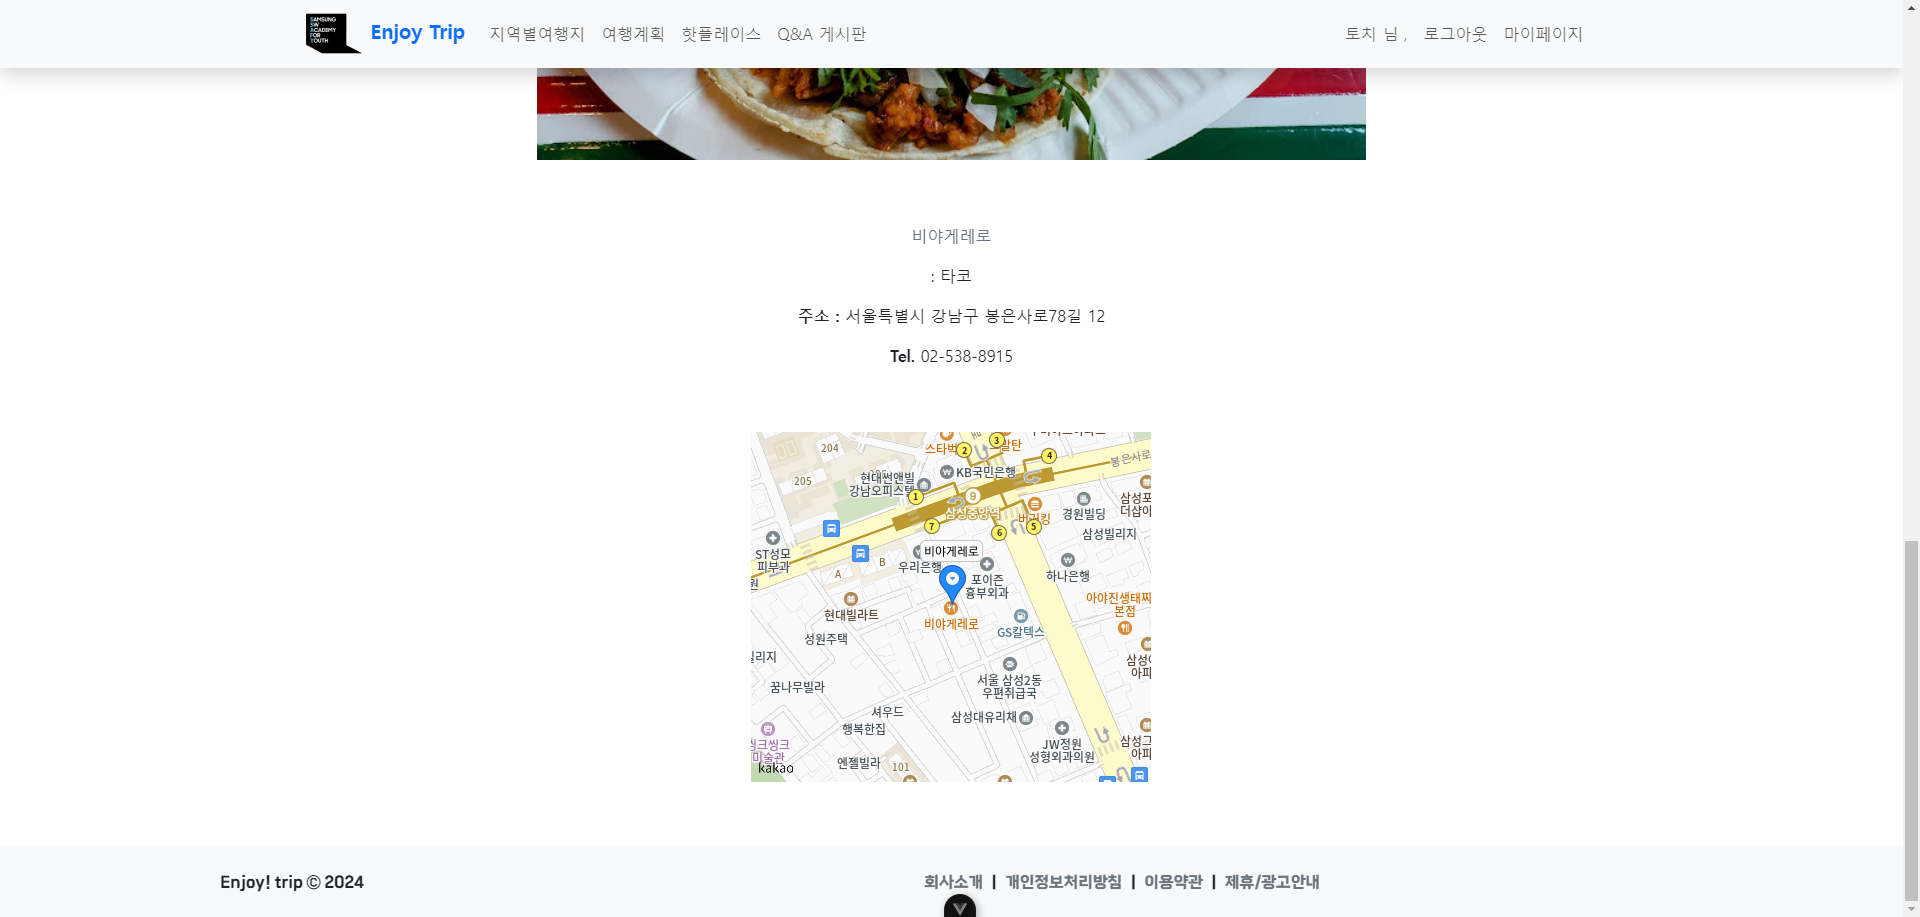 SAMSUNG
SW
ACADEMY
FOR
YOUTH
Enjoy Trip 지역별여행지 여행계획 핫플레이스 Q&A 게시판 토치 님 , 로그아웃 마이페이지
비야게레로
: 타코
주소 : 서울특별시 강남구 봉은사로78길 12
Tel. 02-538-8915
204
스타벅
2
3
4
봉은사로
205
현대썬앤빌
강남오피스텔
KB국민은행
1
9
삼성중앙역
버거킹
경원빌딩
삼성포
더샵아
7
6
5
삼성빌리지
ST성모
피부과
A
B
우리은행
비야게레로
포이즌
흉부외과
하나은행
현대빌라트
비야게레로
GS칼텍스
아야진생태찌
본점
성원주택
빌리지
꿈나무빌라
서울 삼성2동
우편취급국
삼성아
아파
셔우드
행복한집
삼성대유리채
씽크씽크
미술관
kakao
엔젤빌라
101
JW정원
성형외과의원
삼성그
아파
Enjoy! trip © 2024 회사소개 | 개인정보처리방침 | 이용약관 | 제휴/광고안내